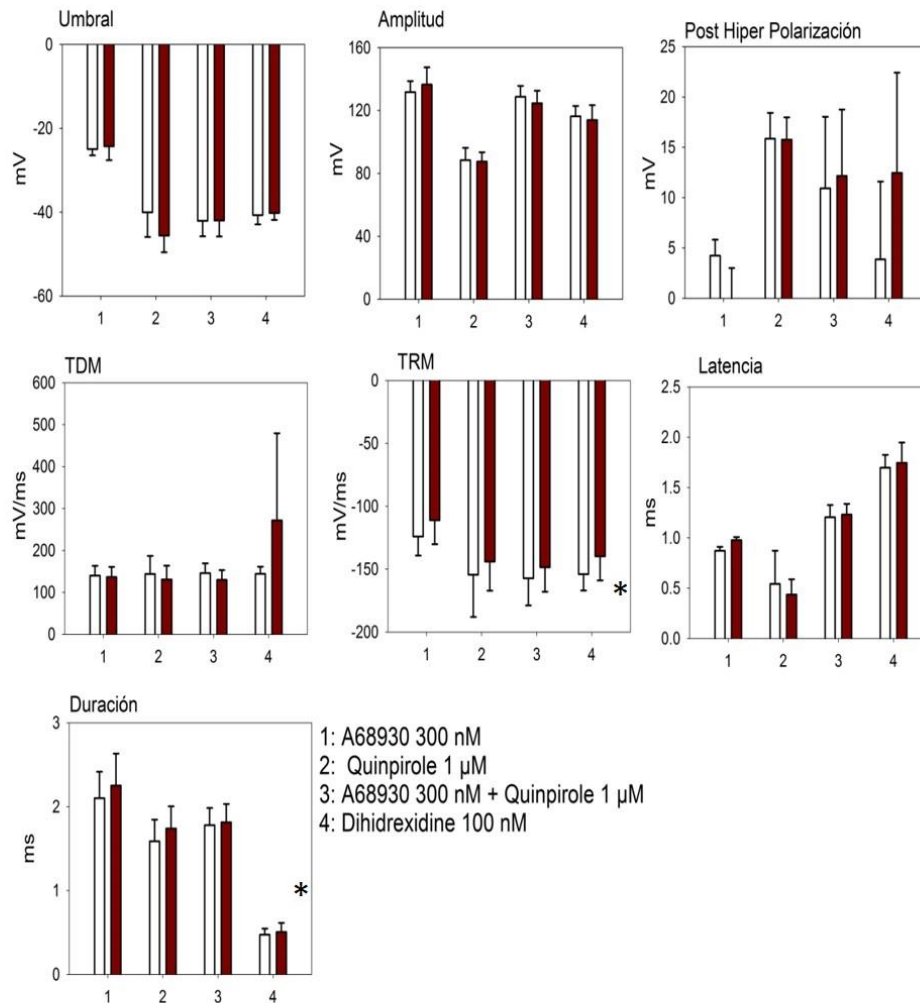 Umbral
0
-20
-40
-60
mV
1 2 3 4
Amplitud
160
120
80
40
0
mV
1 2 3 4
Post Hiper Polarización
25
20
15
10
5
0
mV
1 2 3 4
TDM
600
500
400
300
200
100
0
mV/ms
1 2 3 4
TRM
0
-50
-100
-150
-200
mV/ms
*
1 2 3 4
Latencia
2.5
2.0
1.5
1.0
0.5
0.0
ms
1 2 3 4
Duración
3
2
1
0
ms
*
1 2 3 4
1: A68930 300 nM
2: Quinpirole 1 µM
3: A68930 300 nM + Quinpirole 1 µM
4: Dihidrexidine 100 nM